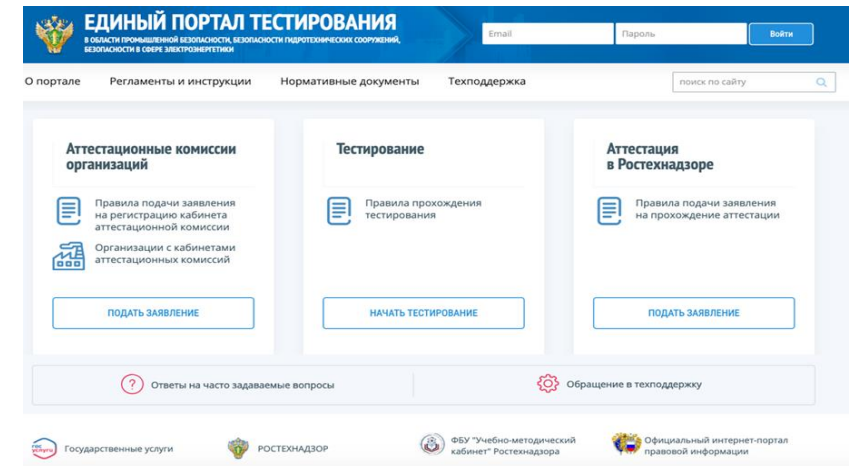 ЕДИНЫЙ ПОРТАЛ ТЕСТИРОВАНИЯ
В ОБЛАСТИ ПРОМЫШЛЕННОЙ БЕЗОПАСНОСТИ, БЕЗОПАСНОСТИ ГИДРОТЕХНИЧЕСКИХ СООРУЖЕНИЙ,
БЕЗОПАСНОСТИ В СФЕРЕ ЭЛЕКТРОЭНЕРГЕТИКИ
Email
Пароль
Войти
О портале
Регламенты и инструкции
Нормативные документы
Техподдержка
поиск по сайту
Аттестационные комиссии
организаций
Правила подачи заявления
на регистрацию кабинета
аттестационной комиссии
Организации с кабинетами
аттестационных комиссий
ПОДАТЬ ЗАЯВЛЕНИЕ
Тестирование
Правила прохождения
тестирования
НАЧАТЬ ТЕСТИРОВАНИЕ
Аттестация
в Ростехнадзоре
Правила подачи заявления
на прохождение аттестации
ПОДАТЬ ЗАЯВЛЕНИЕ
Ответы на часто задаваемые вопросы
Обращение в техподдержку
гос
услуги
Государственные услуги
РОСТЕХНАДЗОР
ФБУ "Учебно-методический
кабинет" Ростехнадзора
Официальный интернет-портал
правовой информации